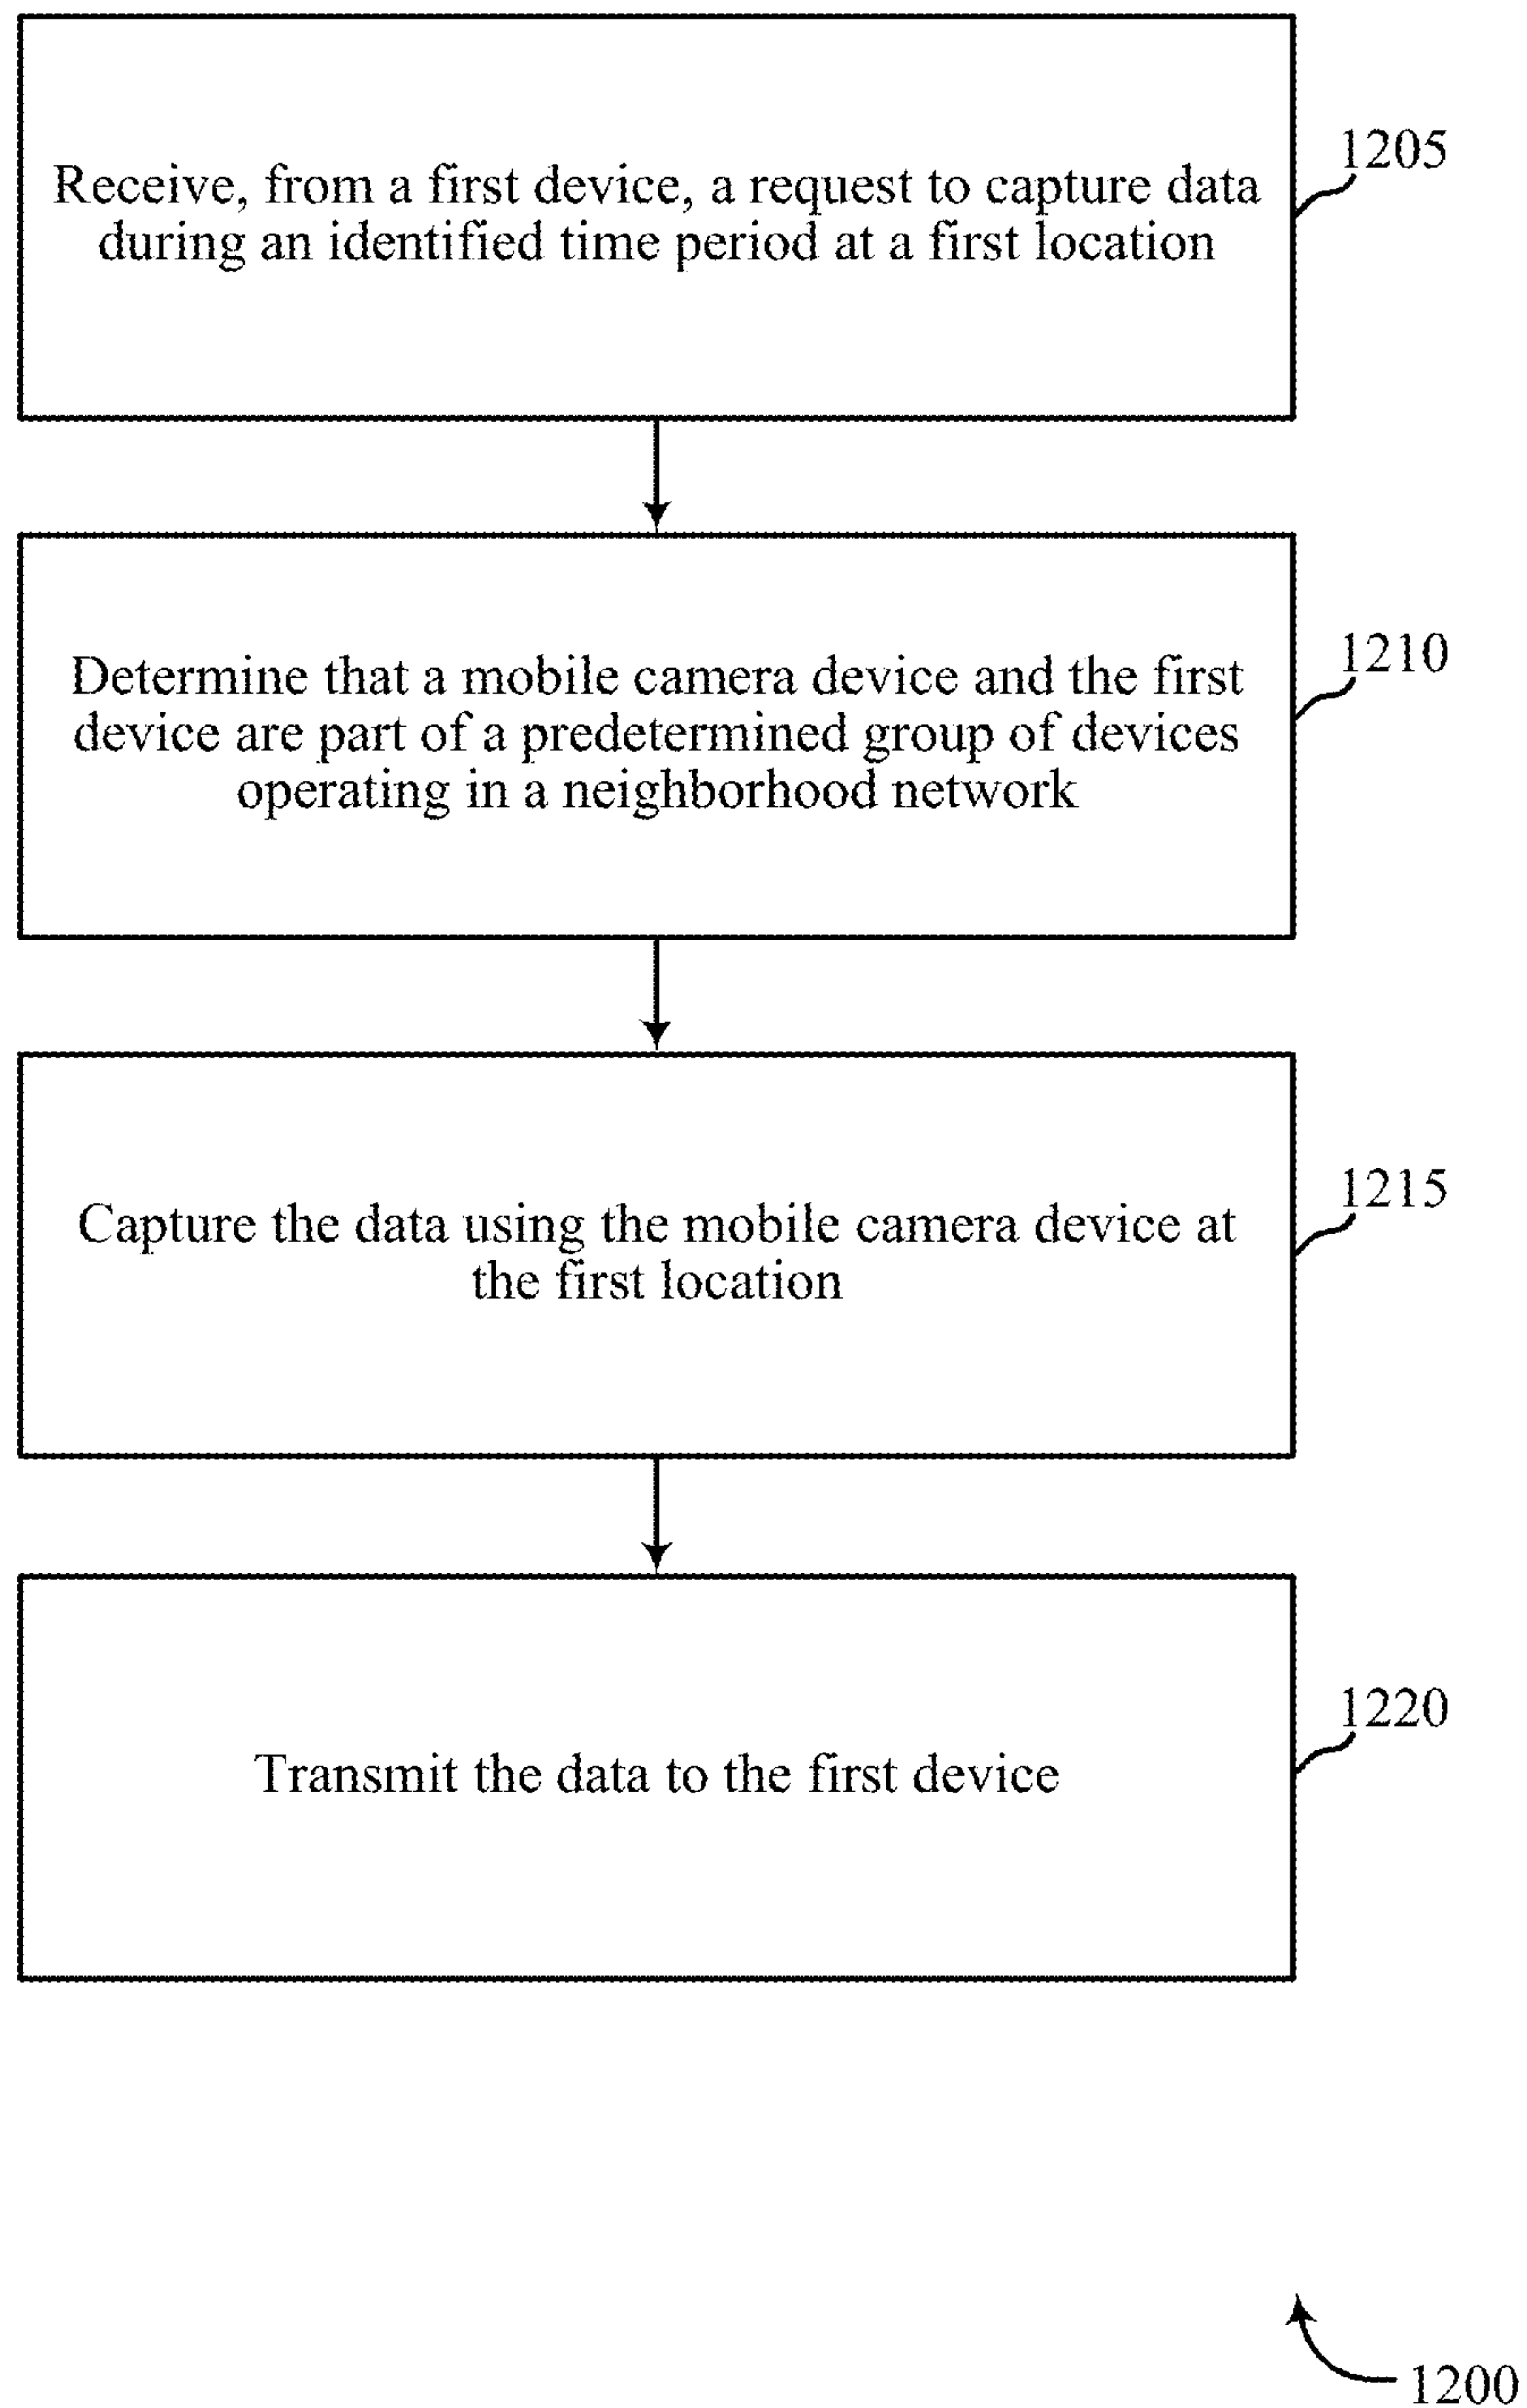 Receive, from a first device, a request to capture data
during an identified time period at a first location
1205
Determine that a mobile camera device and the first
device are part of a predetermined group of devices
operating in a neighborhood network
1210
Capture the data using the mobile camera device at
the first location
1215
Transmit the data to the first device
1220
1200